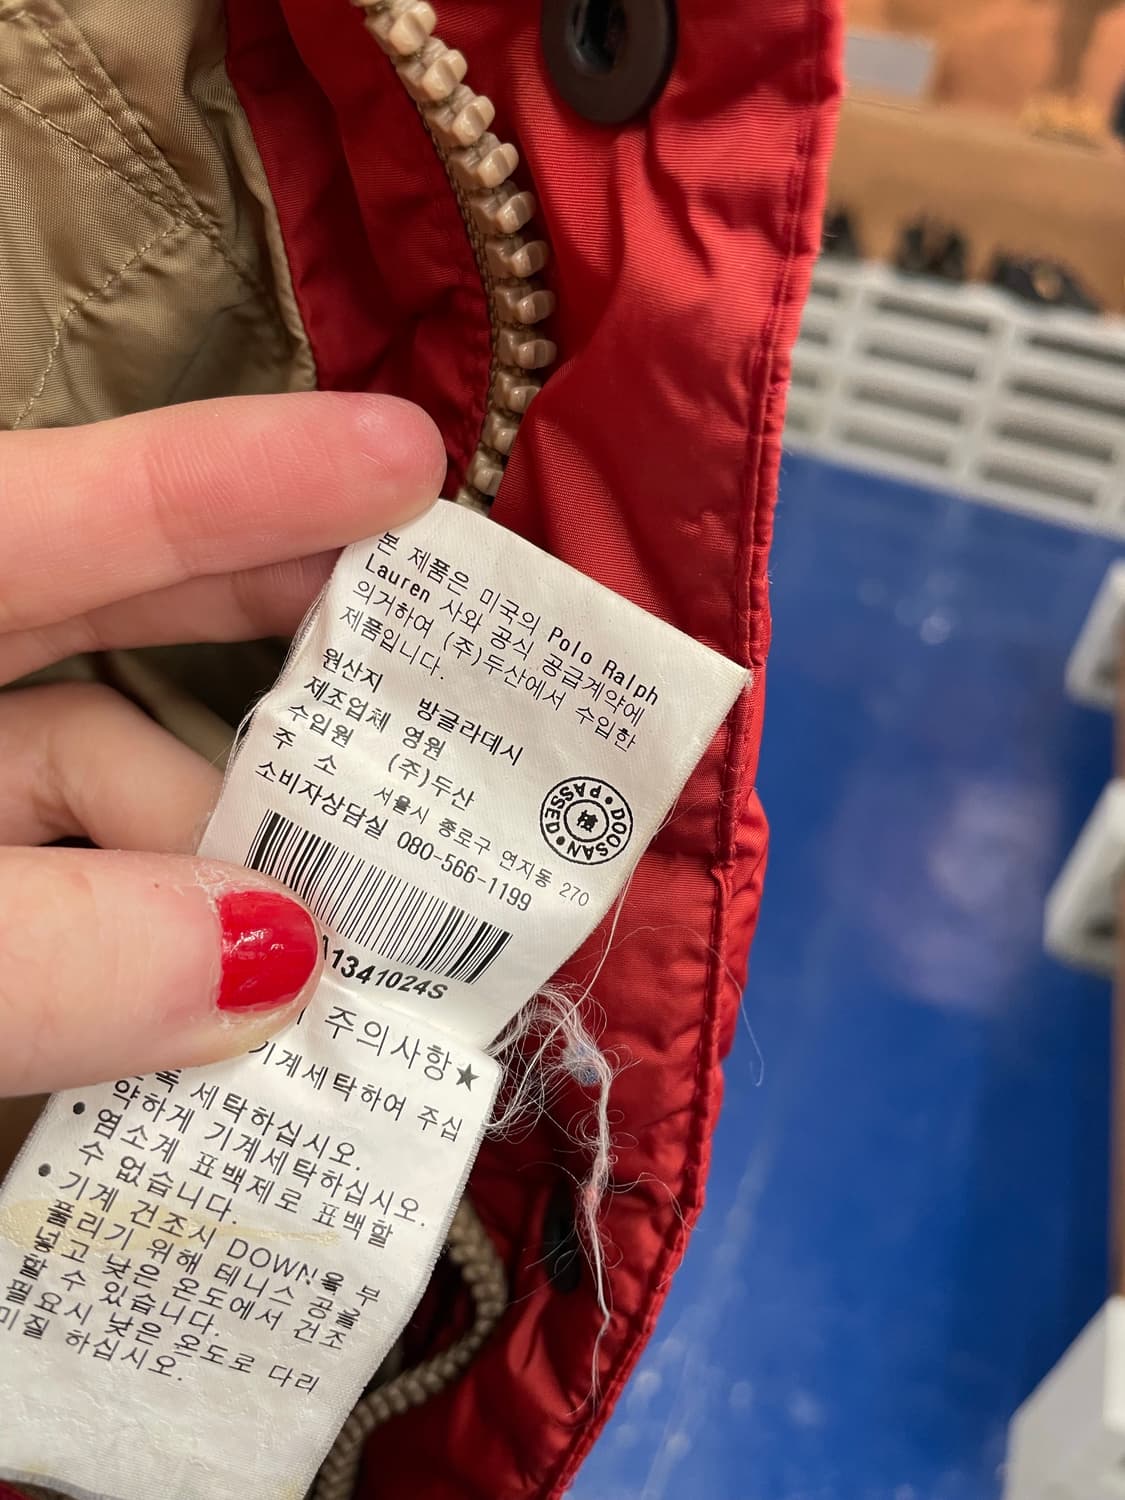 본 제품은 미국의 Polo Ralph
Lauren 사와 공식 공급계약에
의거하여 (주)두산에서 수입한
제품입니다.
원산지 방글라데시
제조업체 영원
수입원 (주)두산
주 소 서울시 종로구 연지동 270
소비자상담실 080-566-1199
DOOSAN • PASSED •
檢
1341024S
주의사항★
기계세탁하여 주십
세탁하십시오.
약하게 기계세탁하십시오.
• 염소계 표백제로 표백할
수 없습니다.
• 기계 건조시 DOWN을 부
풀리기 위해 테니스 공을
넣고 낮은 온도에서 건조
할 수 있습니다.
필요시 낮은 온도로 다리
미질 하십시오.